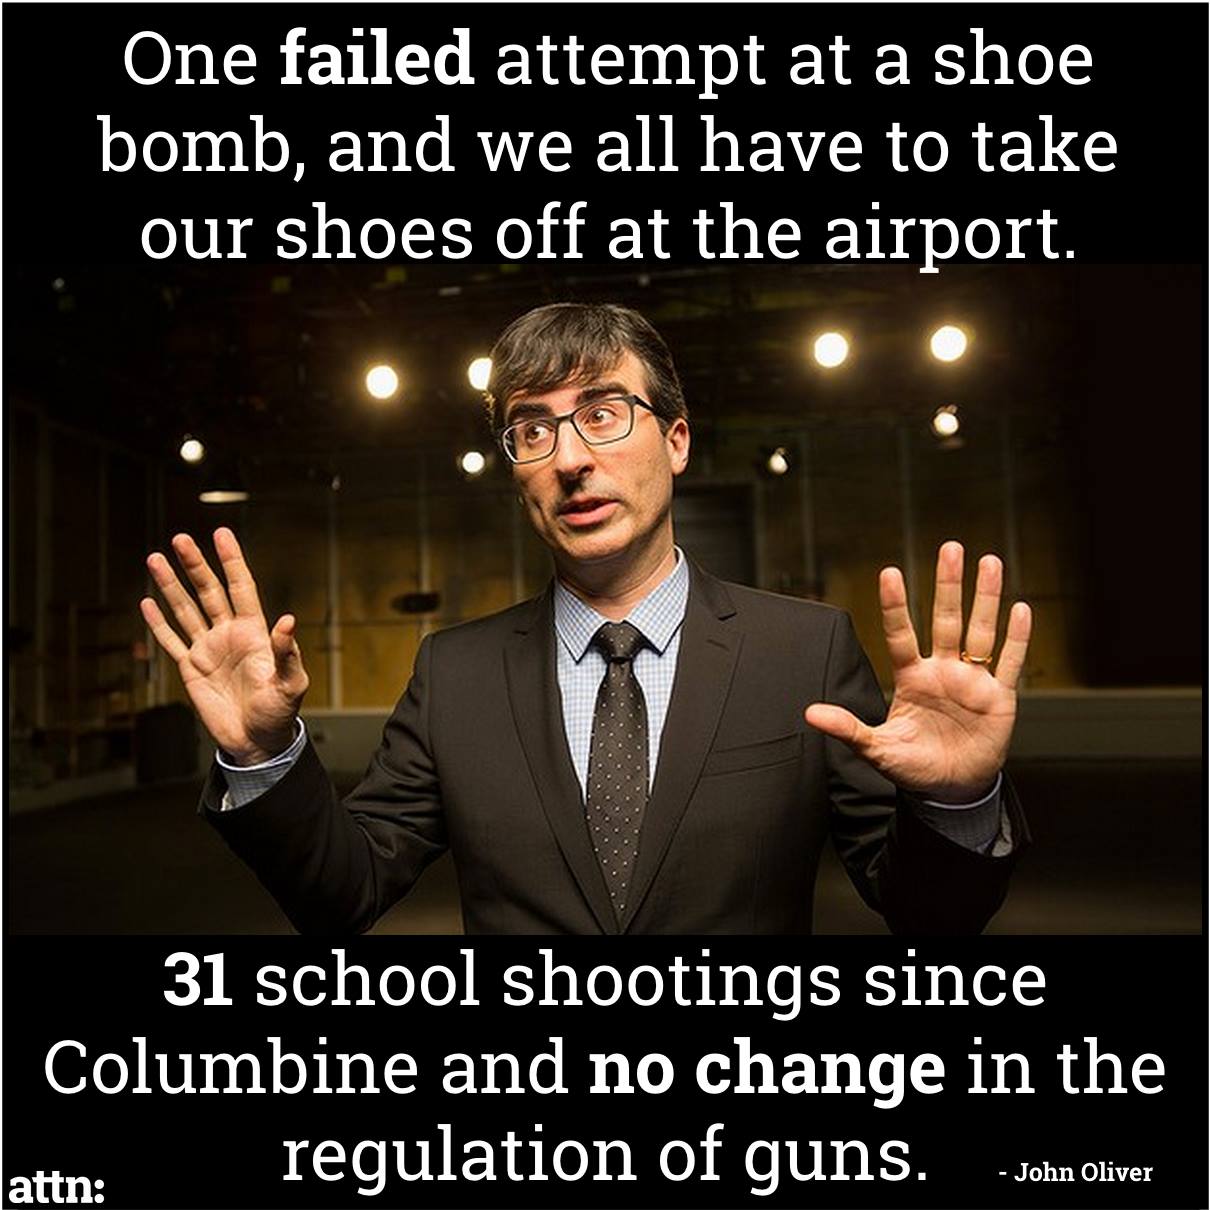 One failed attempt at a shoe
bomb, and we all have to take
our shoes off at the airport.
31 school shootings since
Columbine and no change in the
regulation of guns.
- John Oliver
attn: